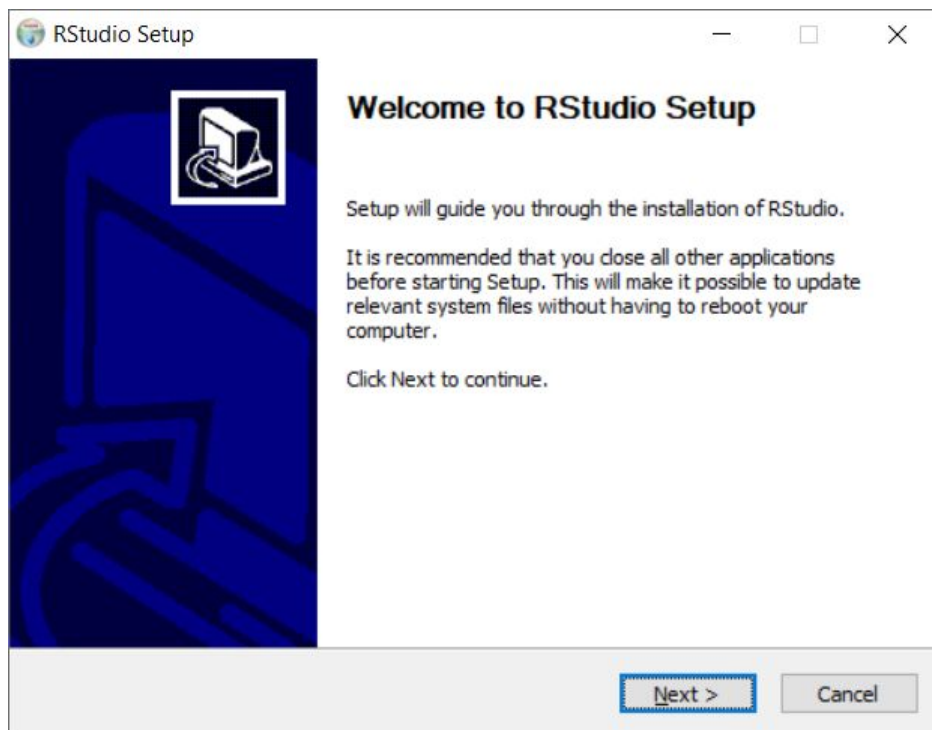 RStudio Setup
Welcome to RStudio Setup
Setup will guide you through the installation of RStudio.
It is recommended that you close all other applications
before starting Setup. This will make it possible to update
relevant system files without having to reboot your
computer.
Click Next to continue.
Next >
Cancel